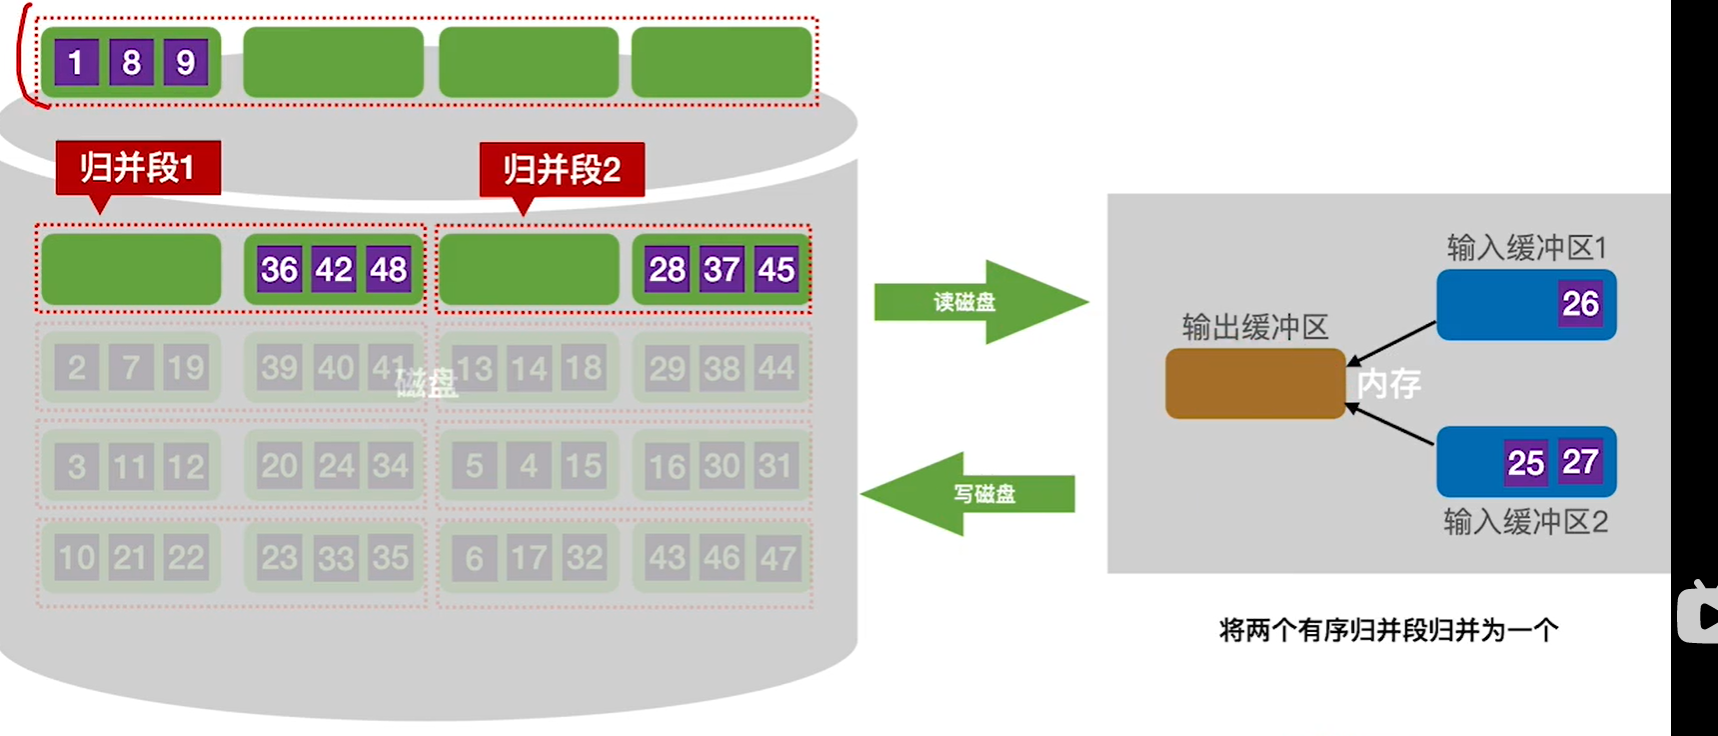 1 8 9
归并段1 归并段2
36 42 48 28 37 45
2 7 19 39 40 41 13 14 18 29 38 44
磁盘
3 11 12 20 24 34 5 4 15 16 30 31
10 21 22 23 33 35 6 17 32 43 46 47
读磁盘
写磁盘
输入缓冲区1
26
输出缓冲区
内存
25 27
输入缓冲区2
将两个有序归并段归并为一个